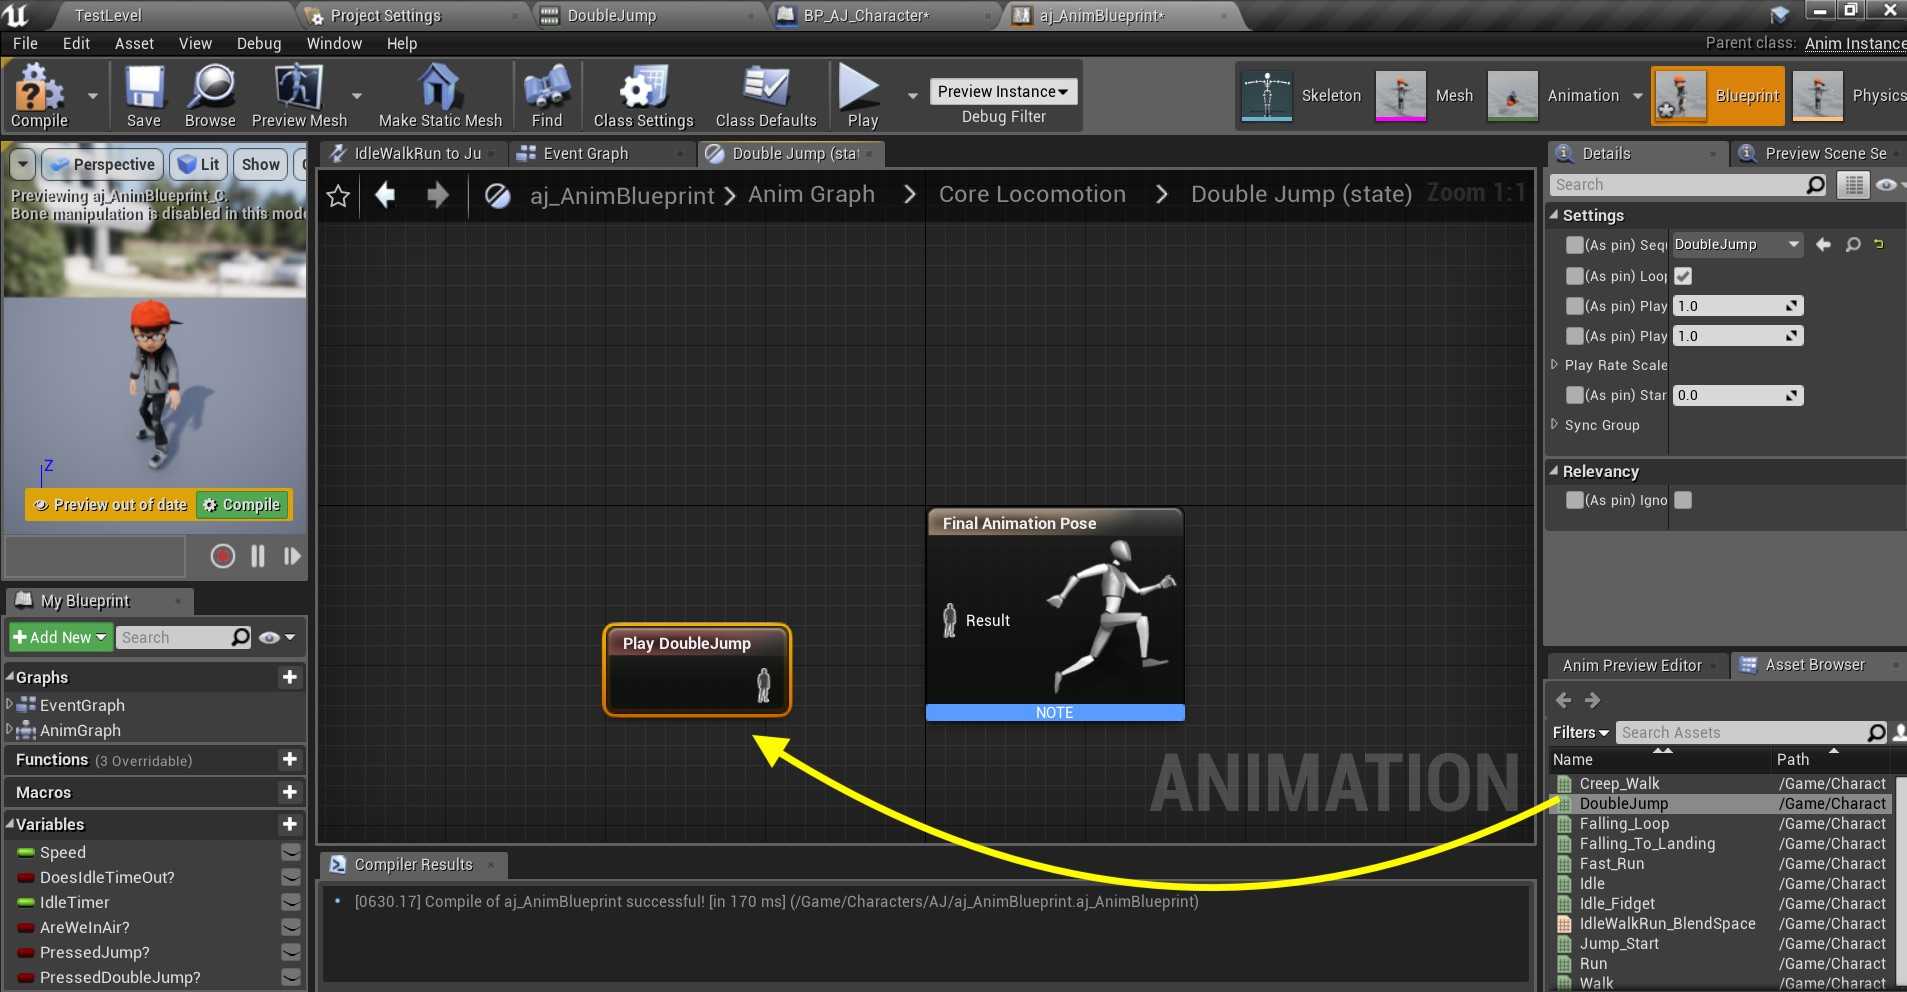 TestLevel
Project Settings
DoubleJump
BP_AJ_Character*
aj_AnimBlueprint*
File Edit Asset View Debug Window Help
Parent class: Anim Instance
Compile
Save
Browse
Preview Mesh
Make Static Mesh
Find
Class Settings
Class Defaults
Play
Preview Instance
Debug Filter
Skeleton
Mesh
Animation
Blueprint
Physics
Perspective
Lit
Show
Previewing aj_AnimBlueprint_C.
Bone manipulation is disabled in this mode
Z
Preview out of date
Compile
IdleWalkRun to Ju
Event Graph
Double Jump (stat
aj_AnimBlueprint > Anim Graph > Core Locomotion > Double Jump (state)
Zoom 1:1
Final Animation Pose
Result
NOTE
Play DoubleJump
ANIMATION
My Blueprint
Add New
Search
Graphs
EventGraph
AnimGraph
Functions (3 Overridable)
Macros
Variables
Speed
DoesIdleTimeOut?
IdleTimer
AreWeInAir?
PressedJump?
PressedDoubleJump?
Compiler Results
[0630.17] Compile of aj_AnimBlueprint successful! [in 170 ms] (/Game/Characters/AJ/aj_AnimBlueprint.aj_AnimBlueprint)
Details
Preview Scene Se
Search
Settings
(As pin) Sequ DoubleJump
(As pin) Loop
(As pin) Play 1.0
(As pin) Play 1.0
Play Rate Scale
(As pin) Star 0.0
Sync Group
Relevancy
(As pin) Igno
Anim Preview Editor
Asset Browser
Filters
Search Assets
Name Path
Creep_Walk /Game/Charact
DoubleJump /Game/Charact
Falling_Loop /Game/Charact
Falling_To_Landing /Game/Charact
Fast_Run /Game/Charact
Idle /Game/Charact
Idle_Fidget /Game/Charact
IdleWalkRun_BlendSpace /Game/Charact
Jump_Start /Game/Charact
Run /Game/Charact
Walk /Game/Charact